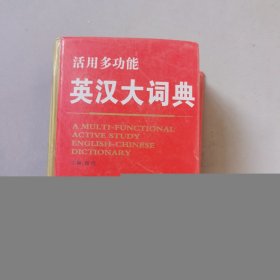 活用多功能
英汉大词典
A MULTI-FUNCTIONAL
ACTIVE STUDY
ENGLISH-CHINESE
DICTIONARY